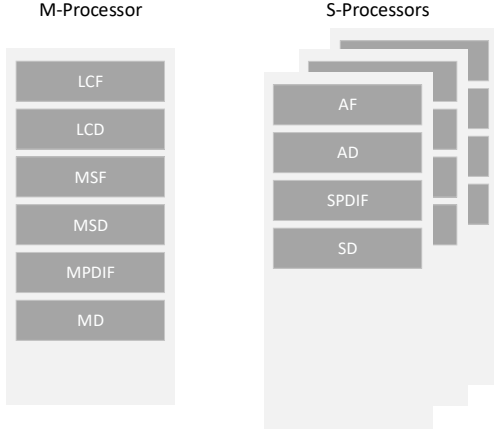 M-Processor
LCF
LCD
MSF
MSD
MPDIF
MD
S-Processors
AF
AD
SPDIF
SD